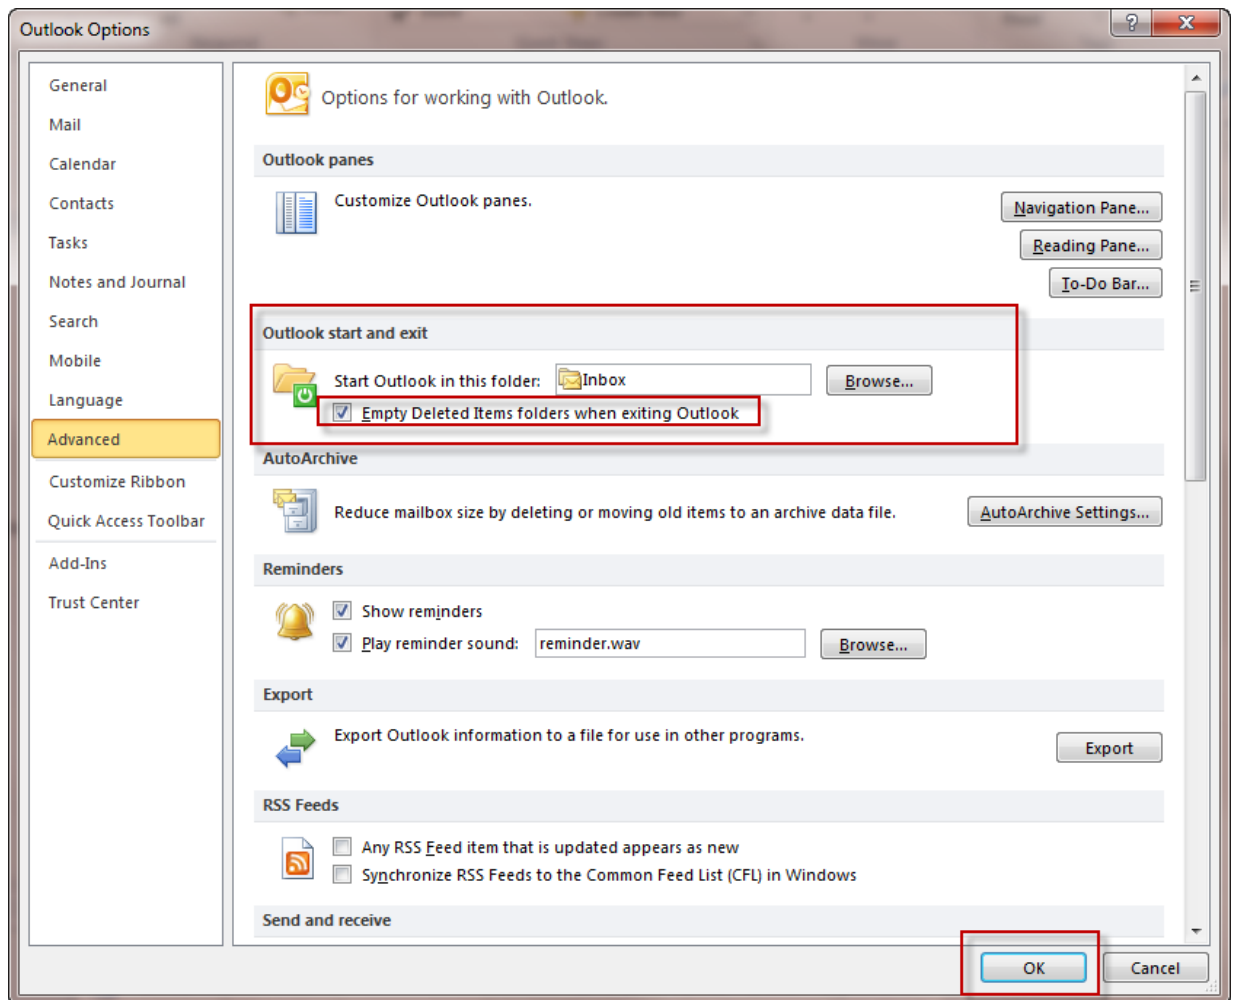 Outlook Options
General
Mail
Calendar
Contacts
Tasks
Notes and Journal
Search
Mobile
Language
Advanced
Customize Ribbon
Quick Access Toolbar
Add-Ins
Trust Center
Options for working with Outlook.
Outlook panes
Customize Outlook panes.
Navigation Pane...
Reading Pane...
To-Do Bar...
Outlook start and exit
Start Outlook in this folder: Inbox Browse...
Empty Deleted Items folders when exiting Outlook
AutoArchive
Reduce mailbox size by deleting or moving old items to an archive data file. AutoArchive Settings...
Reminders
Show reminders
Play reminder sound: reminder.wav Browse...
Export
Export Outlook information to a file for use in other programs.
Export
RSS Feeds
Any RSS Feed item that is updated appears as new
Synchronize RSS Feeds to the Common Feed List (CFL) in Windows
Send and receive
OK Cancel